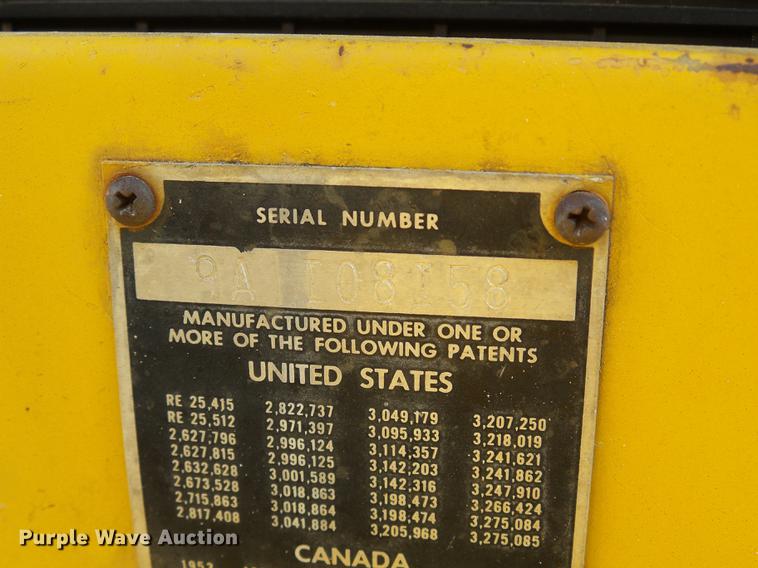 SERIAL NUMBER
9A I08I58
MANUFACTURED UNDER ONE OR
MORE OF THE FOLLOWING PATENTS
UNITED STATES
RE 25,415 2,822,737 3,049,179 3,207,250
RE 25,512 2,971,397 3,095,933 3,218,019
2,627,796 2,996,124 3,114,357 3,241,621
2,627,815 2,996,125 3,142,203 3,241,862
2,632,628 3,001,589 3,142,316 3,247,910
2,673,528 3,018,863 3,198,473 3,266,424
2,715,863 3,018,864 3,198,474 3,275,084
2,817,408 3,041,884 3,205,968 3,275,085
CANADA
1953
Purple Wave Auction